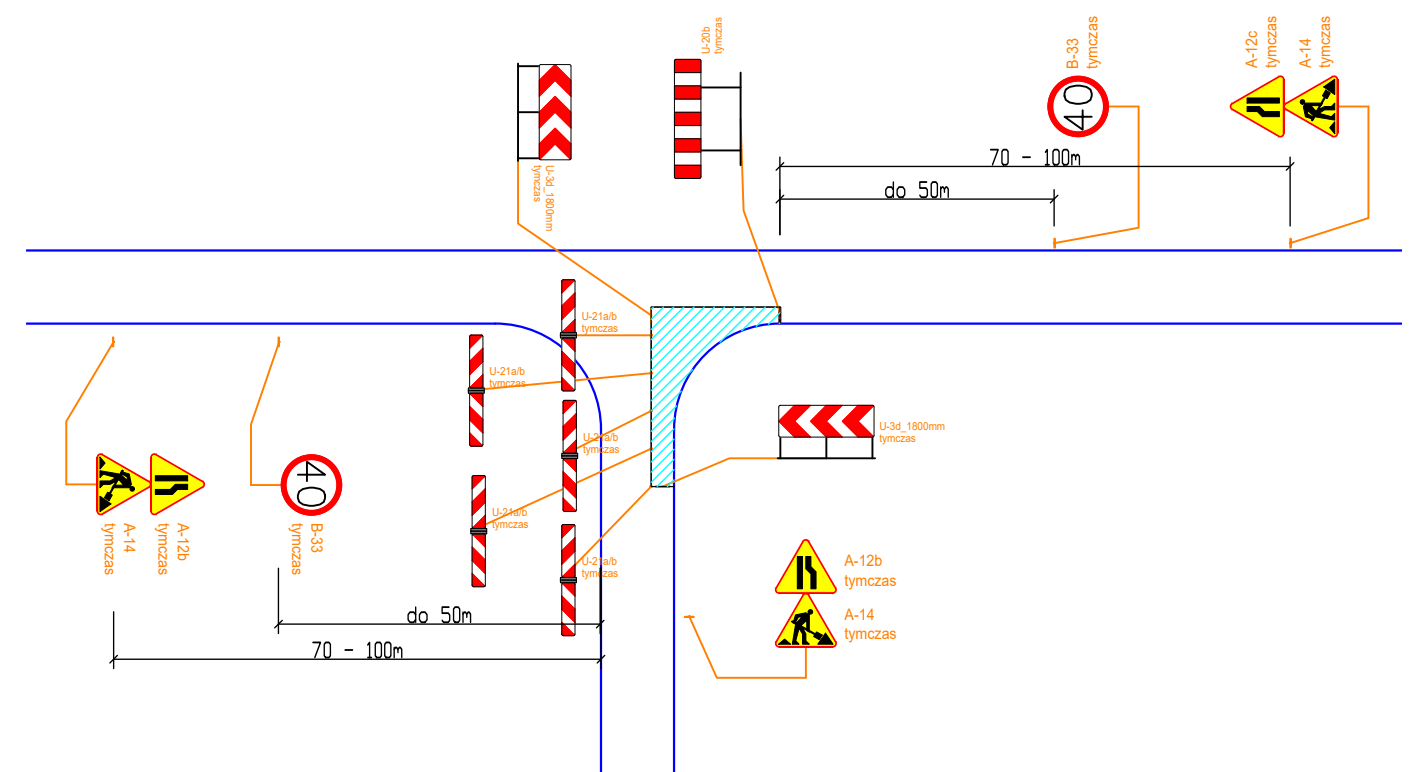 U-20b
tymczas
B-33
tymczas
A-12c
tymczas
A-14
tymczas
40
70 - 100m
do 50m
U-3d_1800mm
tymczas
U-21a/b
tymczas
U-21a/b
tymczas
U-21a/b
tymczas
U-21a/b
tymczas
U-21a/b
tymczas
U-3d_1800mm
tymczas
40
A-14
tymczas
A-12b
tymczas
B-33
tymczas
A-12b
tymczas
A-14
tymczas
do 50m
70 - 100m